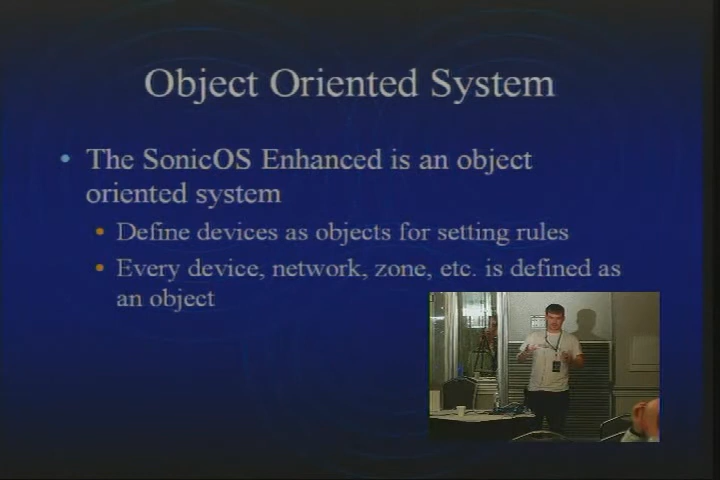 Object Oriented System
• The SonicOS Enhanced is an object
oriented system
• Define devices as objects for setting rules
• Every device, network, zone, etc. is defined as
an object